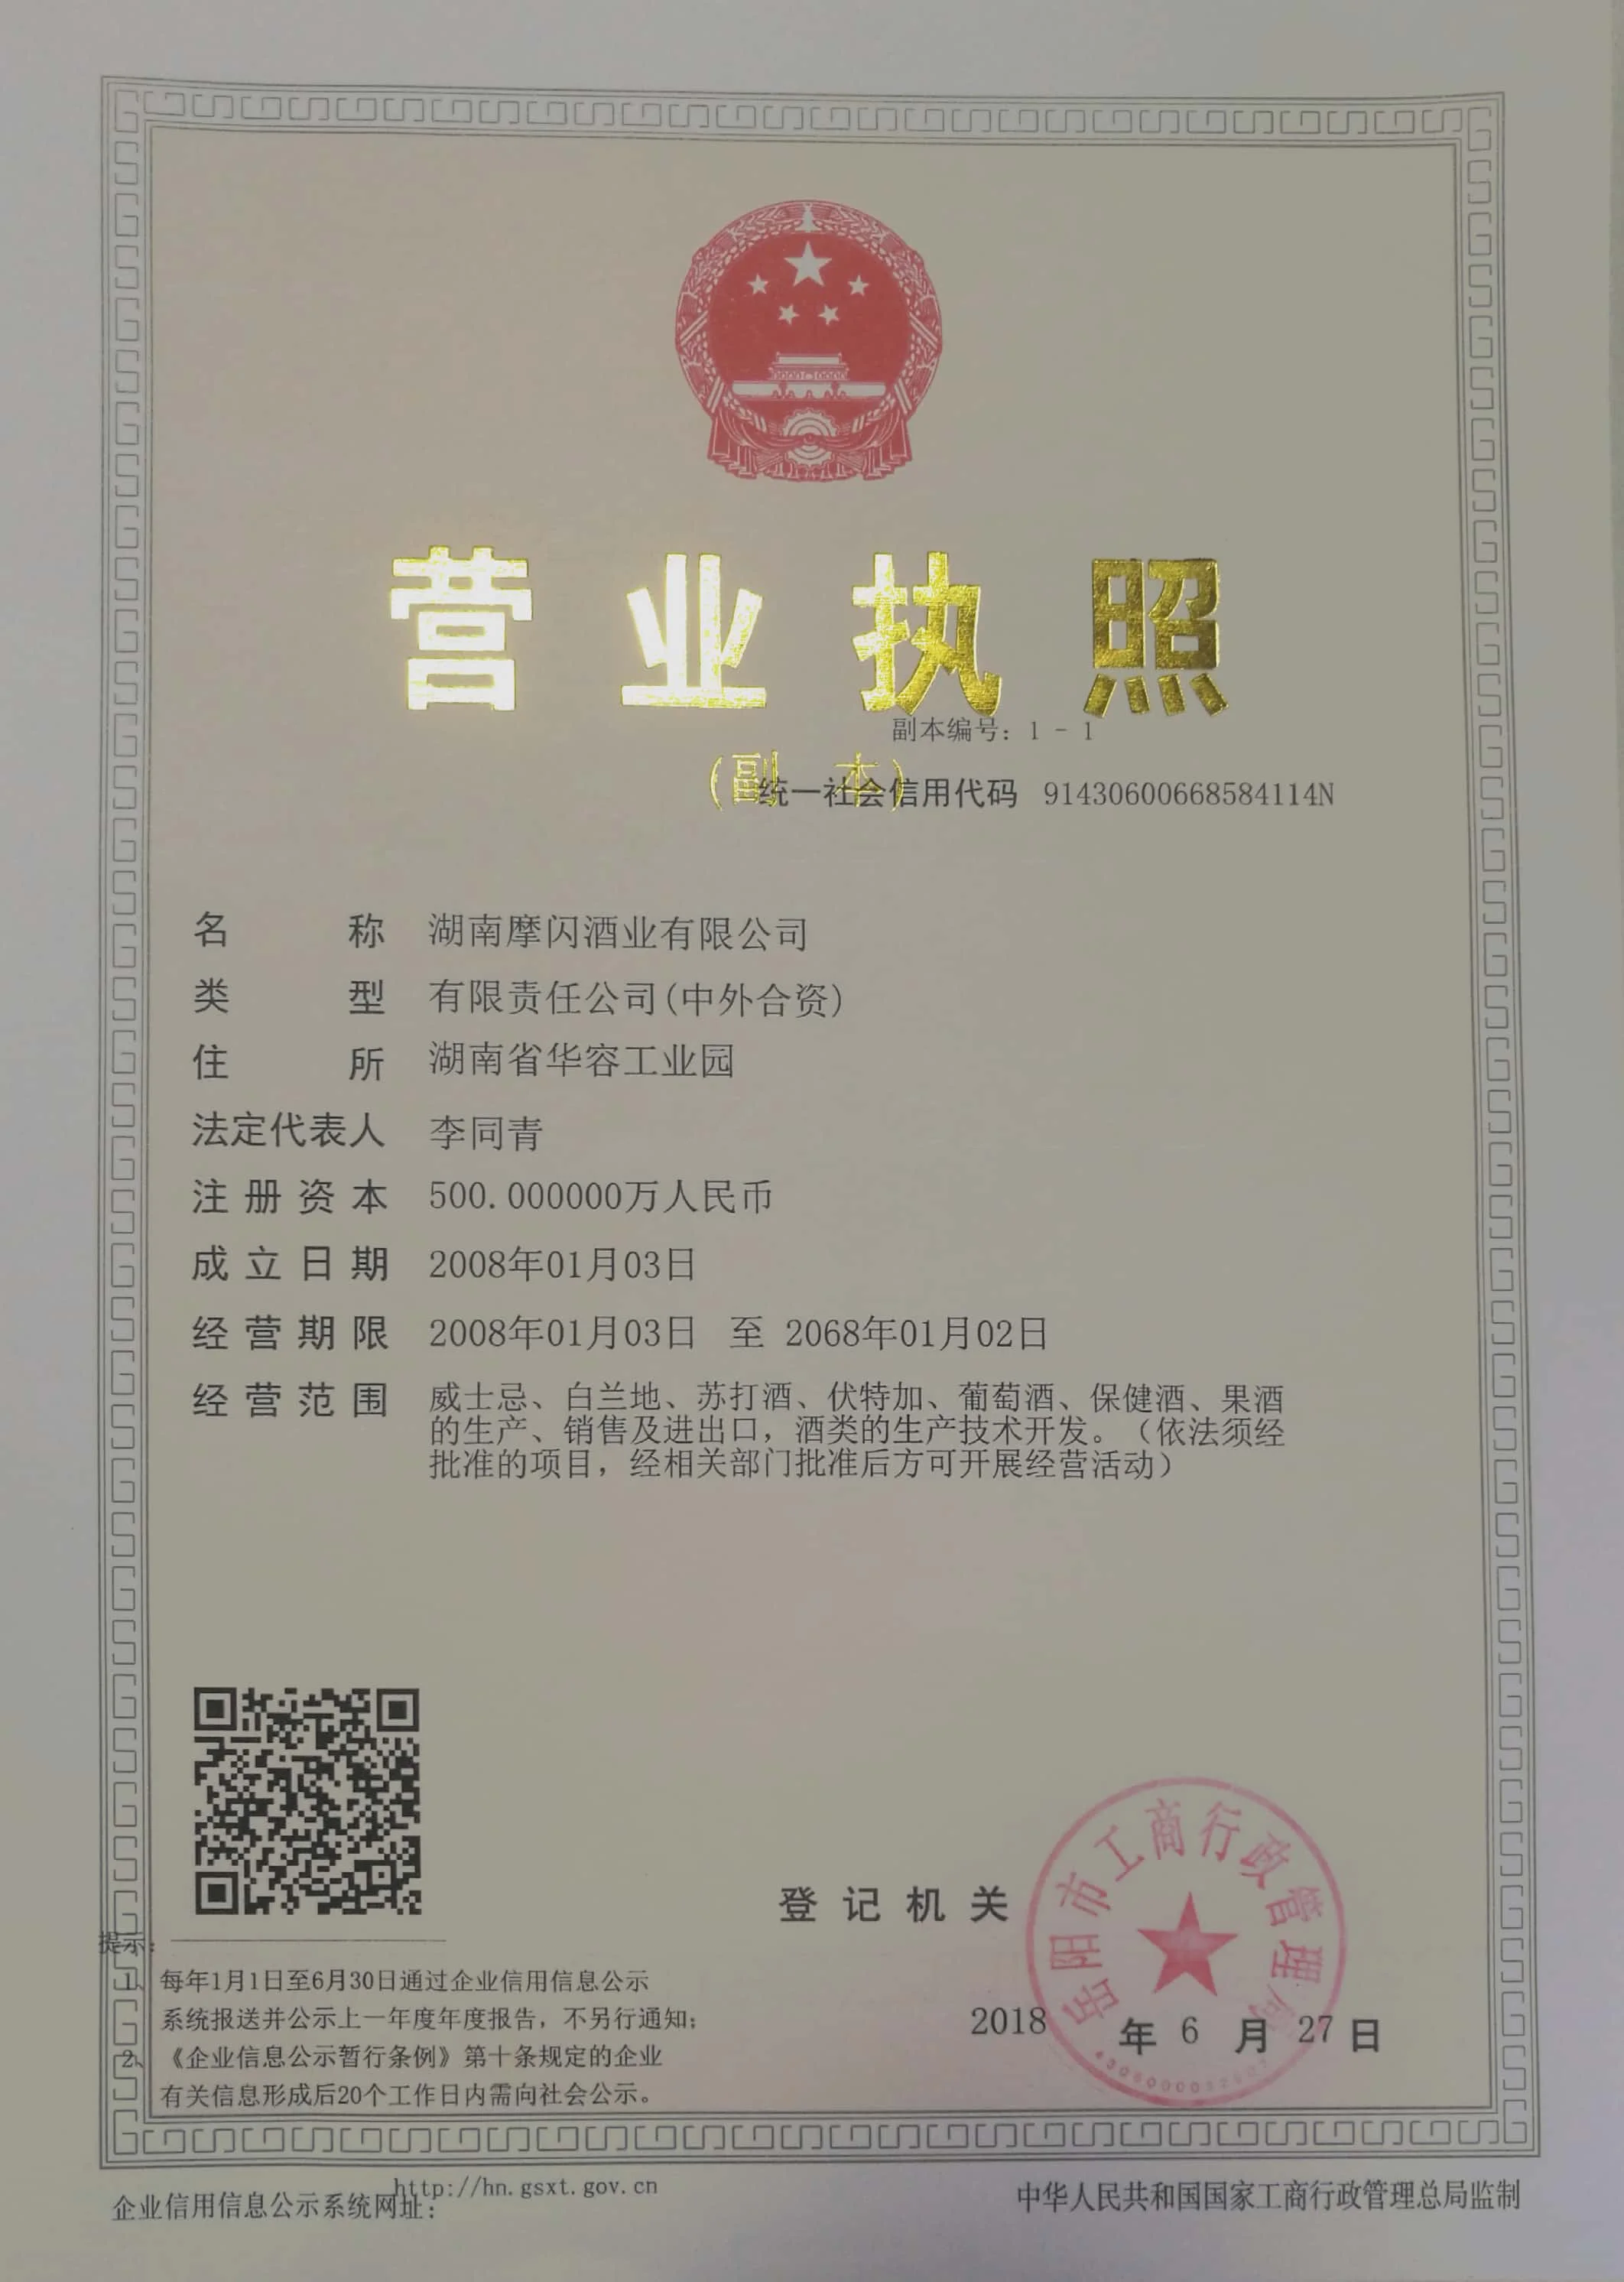 营业执照
副本编号：1-1
（副 本）
统一社会信用代码 91430600668584114N
名称 湖南摩闪酒业有限公司
类型 有限责任公司(中外合资)
住所 湖南省华容工业园
法定代表人 李同青
注册资本 500.000000万人民币
成立日期 2008年01月03日
经营期限 2008年01月03日 至 2068年01月02日
经营范围 威士忌、白兰地、苏打酒、伏特加、葡萄酒、保健酒、果酒
的生产、销售及进出口，酒类的生产技术开发。（依法须经
批准的项目，经相关部门批准后方可开展经营活动）
登记机关
岳阳市工商行政管理局
2018 年 6 月 27 日
提示：
1、每年1月1日至6月30日通过企业信用信息公示
系统报送并公示上一年度年度报告，不另行通知；
2、《企业信息公示暂行条例》第十条规定的企业
有关信息形成后20个工作日内需向社会公示。
企业信用信息公示系统网址：http://hn.gsxt.gov.cn
中华人民共和国国家工商行政管理总局监制